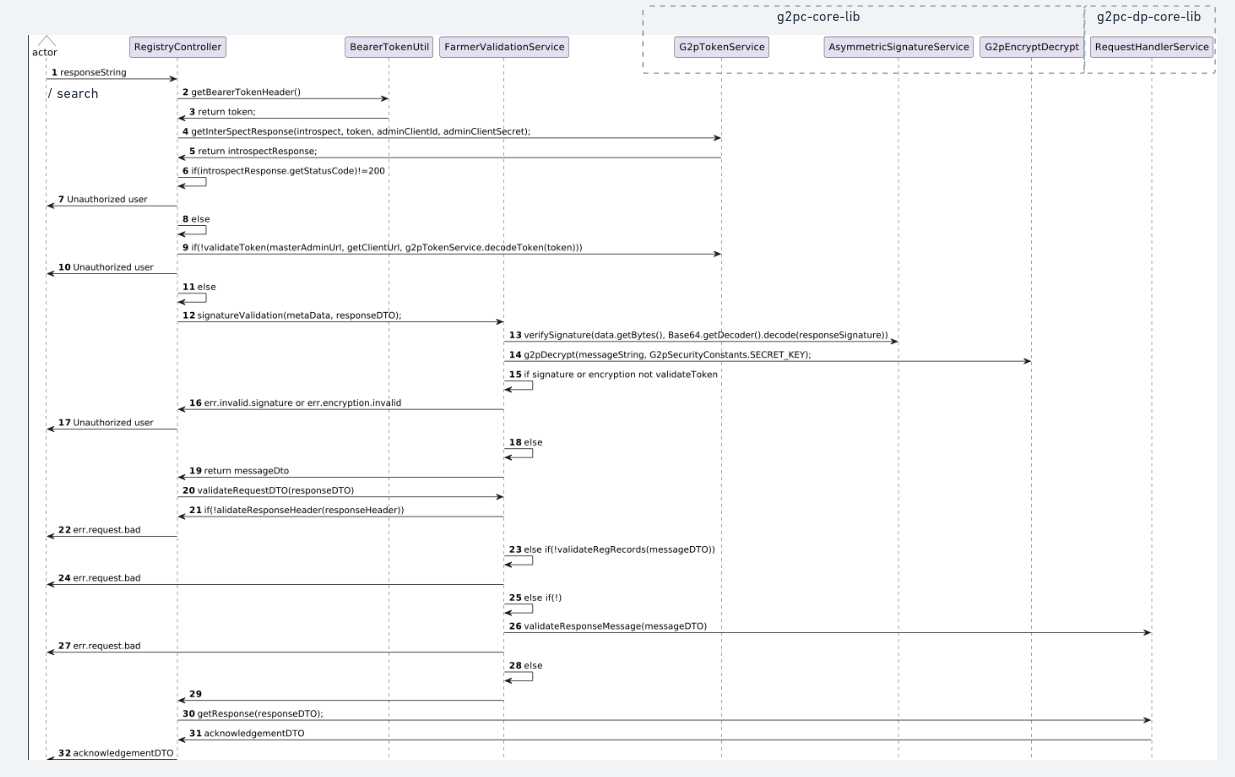 g2pc-core-lib
g2pc-dp-core-lib
actor
RegistryController
BearerTokenUtil
FarmerValidationService
G2pTokenService
AsymmetricSignatureService
G2pEncryptDecrypt
RequestHandlerService
1 responseString
/ search
2 getBearerTokenHeader()
3 return token;
4 getInterSpectResponse(introspect, token, adminClientId, adminClientSecret);
5 return introspectResponse;
6 if(introspectResponse.getStatusCode)!=200
7 Unauthorized user
8 else
9 if(!validateToken(masterAdminUrl, getClientUrl, g2pTokenService.decodeToken(token)))
10 Unauthorized user
11 else
12 signatureValidation(metaData, responseDTO);
13 verifySignature(data.getBytes(), Base64.getDecoder().decode(responseSignature))
14 g2pDecrypt(messageString, G2pSecurityConstants.SECRET_KEY);
15 if signature or encryption not validateToken
16 err.invalid.signature or err.encryption.invalid
17 Unauthorized user
18 else
19 return messageDto
20 validateRequestDTO(responseDTO)
21 if(!alidateResponseHeader(responseHeader))
22 err.request.bad
23 else if(!validateRegRecords(messageDTO))
24 err.request.bad
25 else if(!)
26 validateResponseMessage(messageDTO)
27 err.request.bad
28 else
29
30 getResponse(responseDTO);
31 acknowledgementDTO
32 acknowledgementDTO